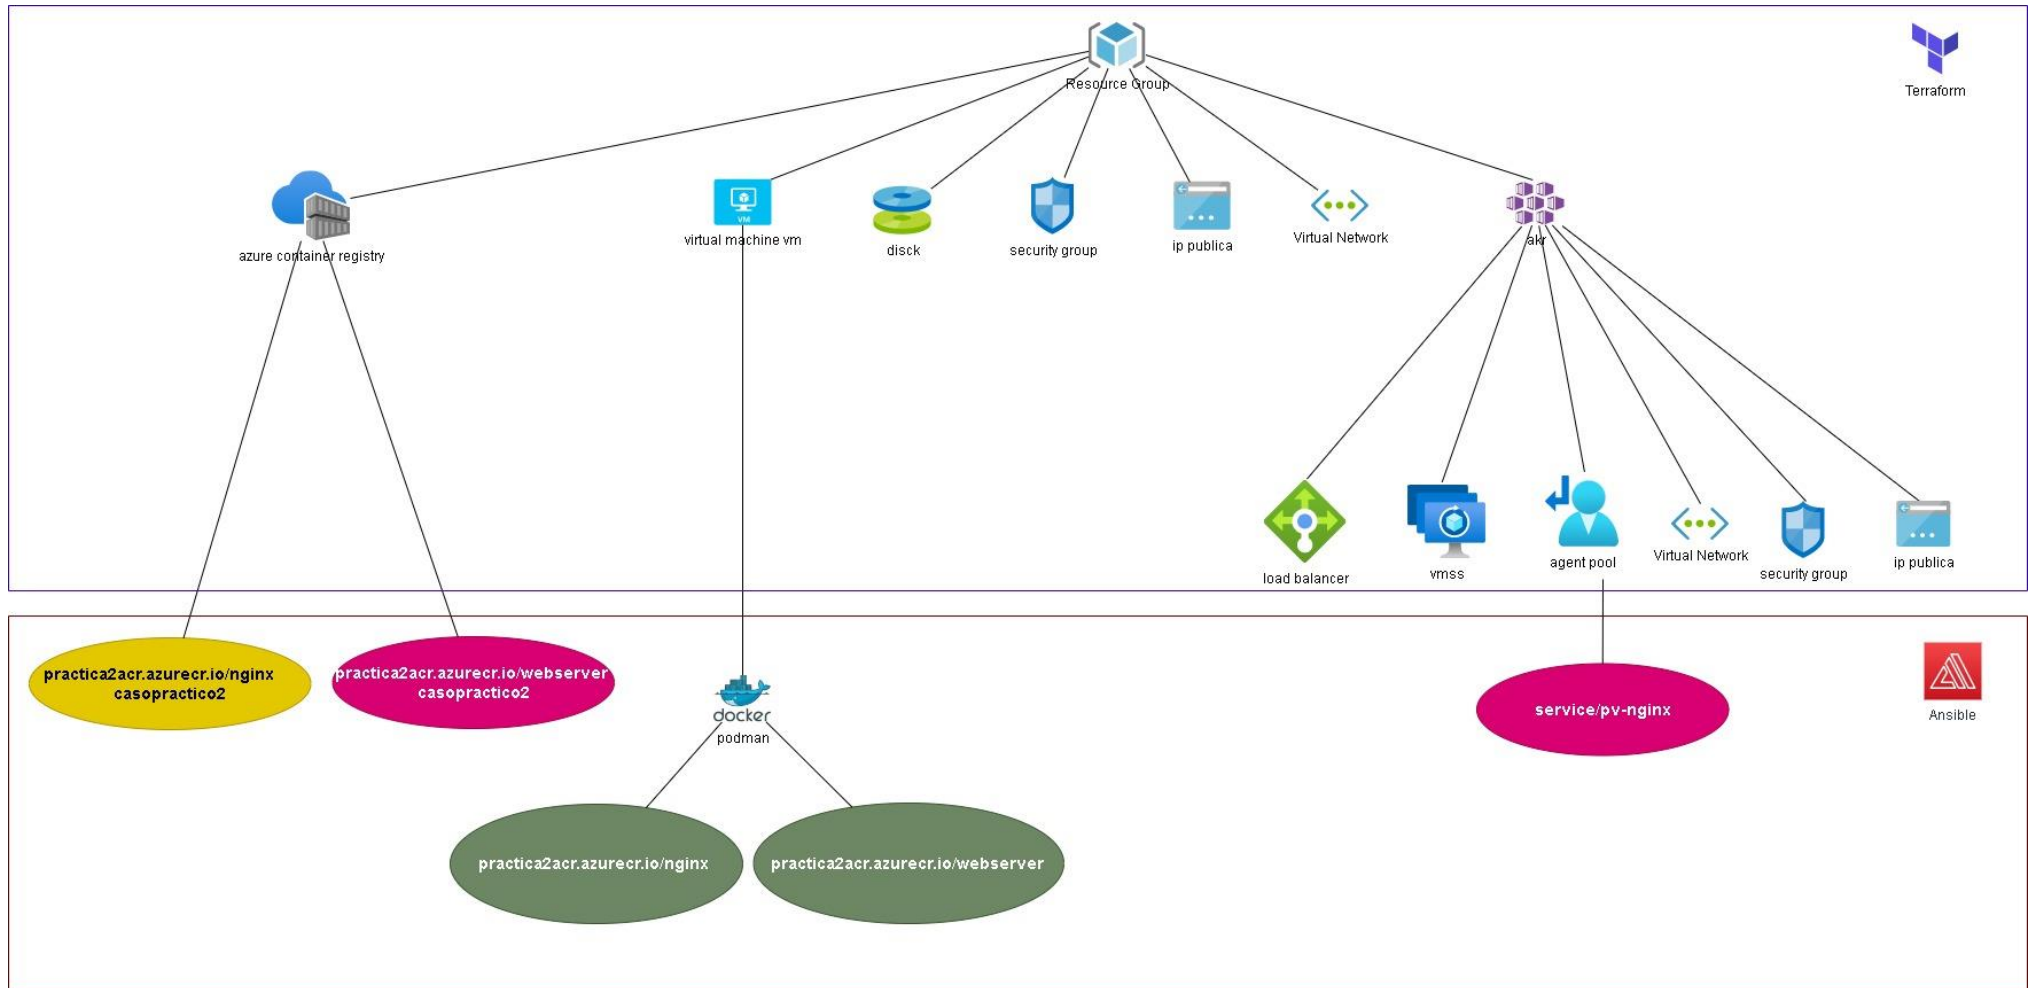 Resource Group
Terraform
azure container registry
VM
virtual machine vm
disck
security group
ip publica
Virtual Network
akr
load balancer
vmss
agent pool
Virtual Network
security group
ip publica
practica2acr.azurecr.io/nginx
casopractico2
practica2acr.azurecr.io/webserver
casopractico2
docker
podman
service/pv-nginx
Ansible
practica2acr.azurecr.io/nginx
practica2acr.azurecr.io/webserver